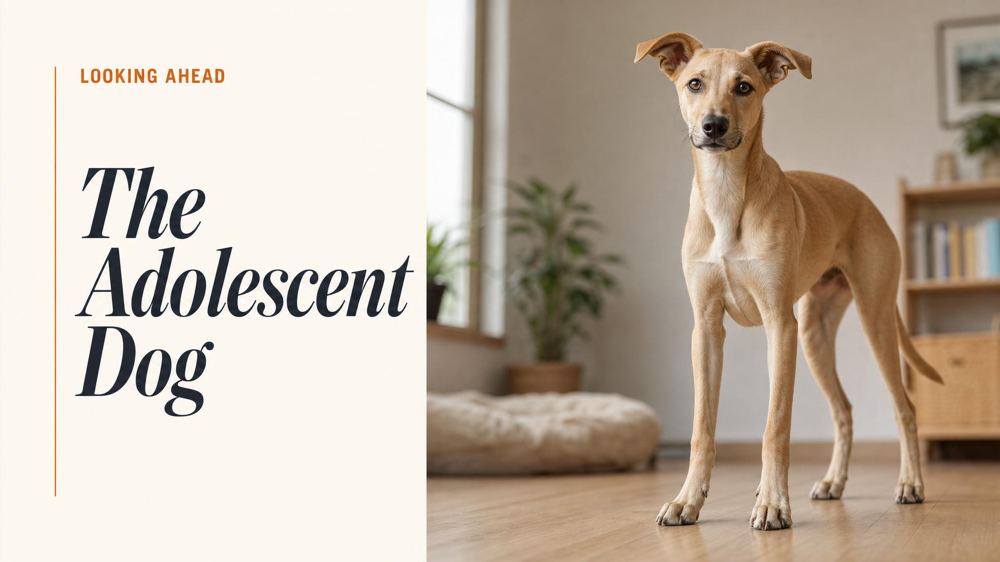 LOOKING AHEAD
The
Adolescent
Dog